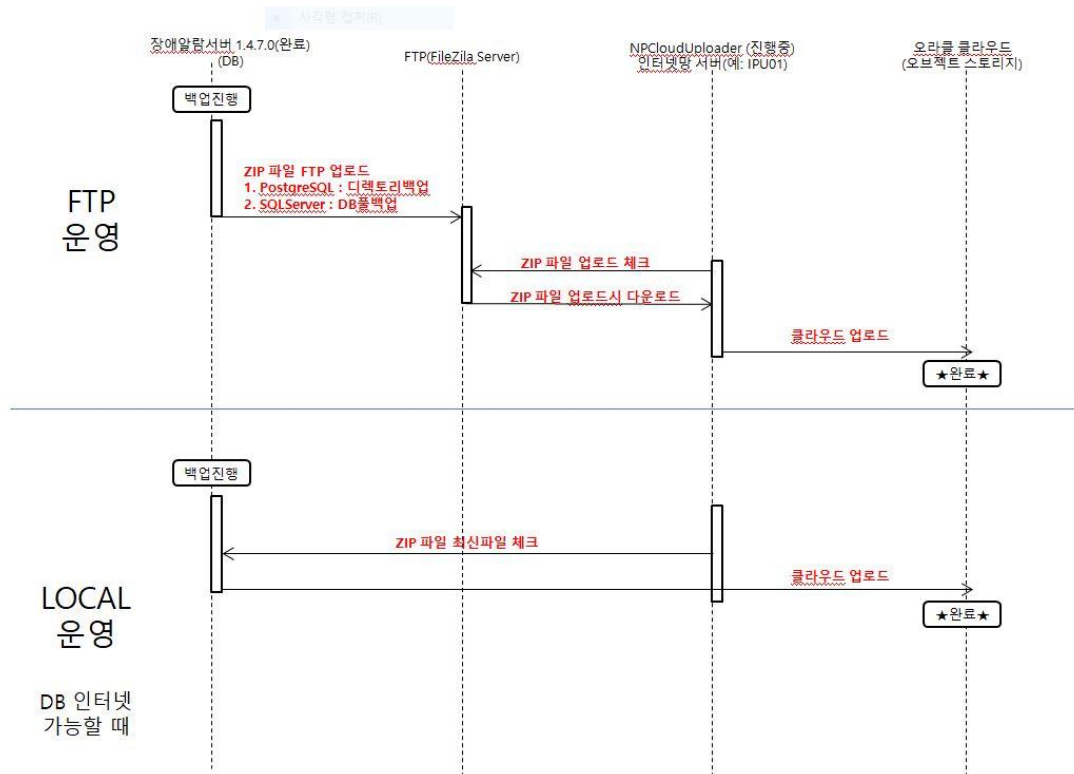 사각형 캡처(R)
장애알람서버 1.4.7.0(완료)
(DB)
FTP(FileZila Server)
NPCloudUploader (진행중)
인터넷망 서버(예: IPU01)
오라클 클라우드
(오브젝트 스토리지)
백업진행
FTP
운영
ZIP 파일 FTP 업로드
1. PostgreSQL : 디렉토리백업
2. SQLServer : DB풀백업
ZIP 파일 업로드 체크
ZIP 파일 업로드시 다운로드
클라우드 업로드
★완료★
백업진행
ZIP 파일 최신파일 체크
클라우드 업로드
★완료★
LOCAL
운영
DB 인터넷
가능할 때